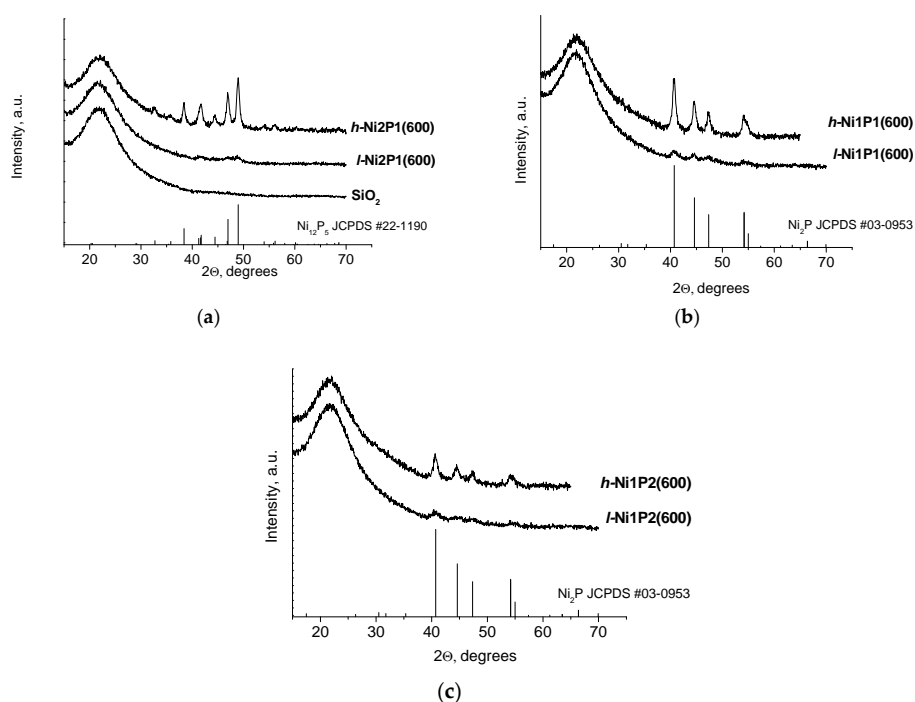 Intensity, a.u.
h-Ni2P1(600)
l-Ni2P1(600)
SiO2
Ni12P5 JCPDS #22-1190
20 30 40 50 60 70
2Θ, degrees
(a)
Intensity, a.u.
h-Ni1P1(600)
l-Ni1P1(600)
Ni2P JCPDS #03-0953
20 30 40 50 60 70
2Θ, degrees
(b)
Intensity, a.u.
h-Ni1P2(600)
l-Ni1P2(600)
Ni2P JCPDS #03-0953
20 30 40 50 60 70
2Θ, degrees
(c)